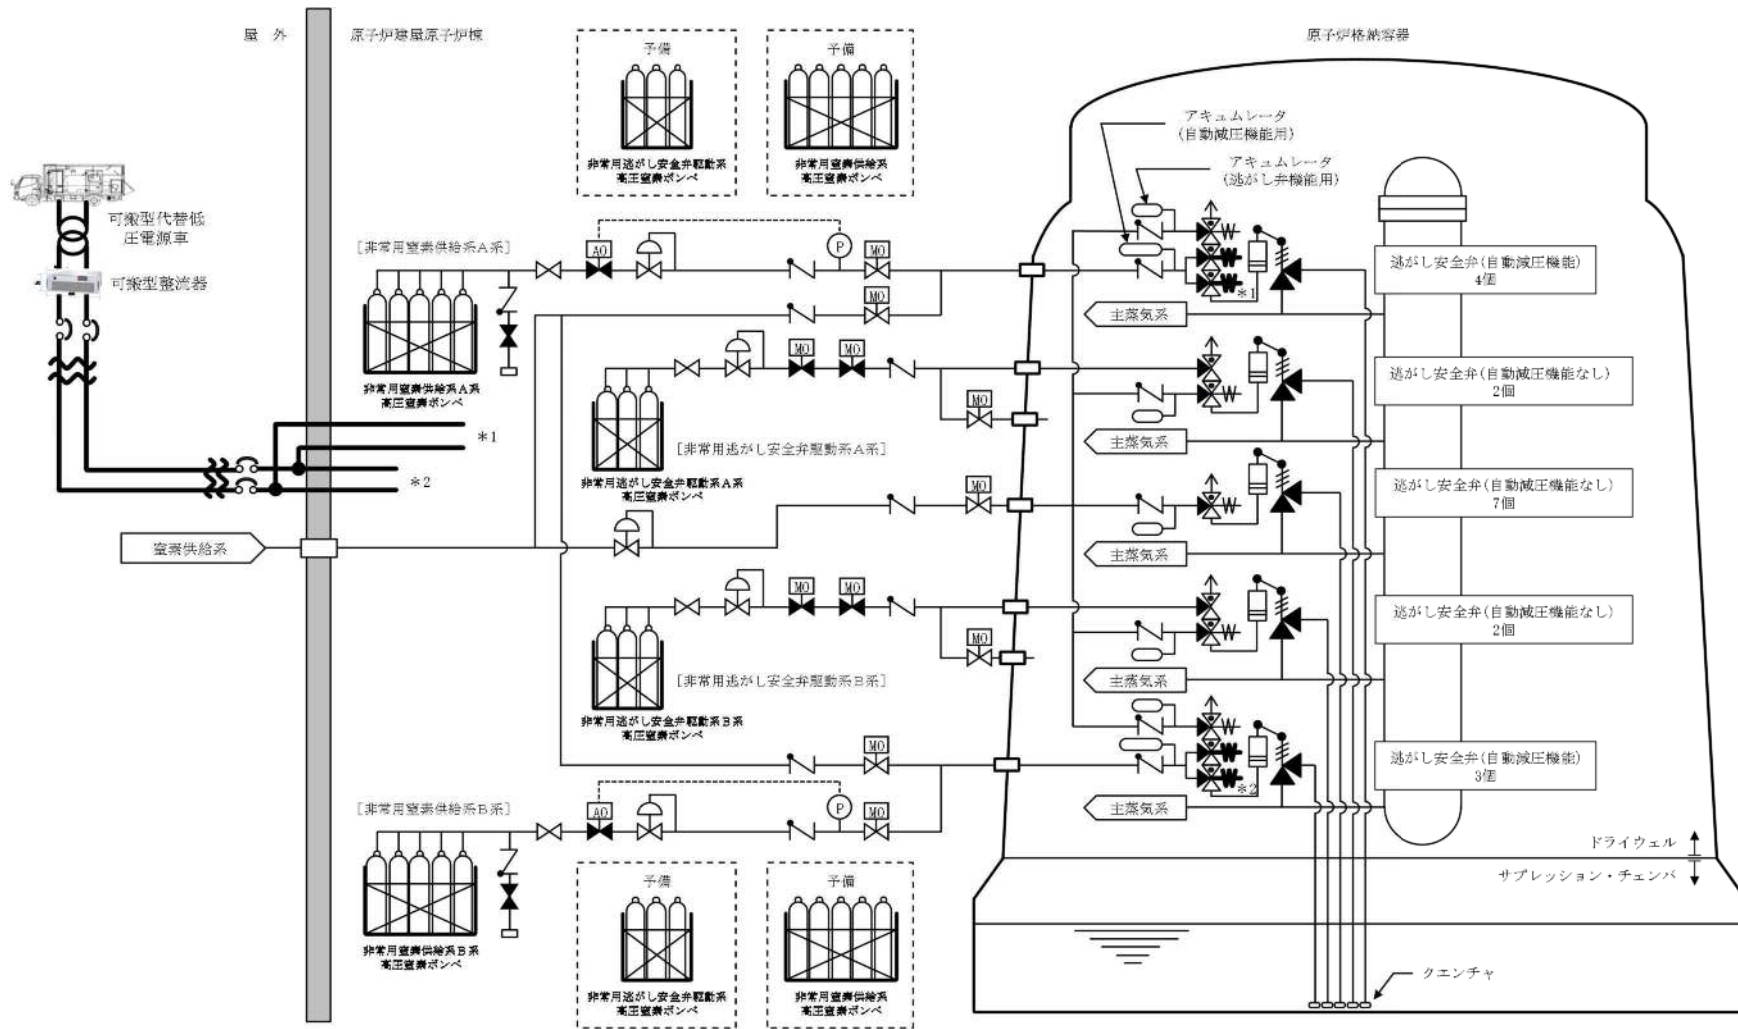 屋 外
原子炉建屋原子炉棟
原子炉格納容器
予備
非常用逃がし安全弁駆動系
高圧窒素ボンベ
予備
非常用窒素供給系
高圧窒素ボンベ
アキュムレータ
(自動減圧機能用)
アキュムレータ
(逃がし弁機能用)
可搬型代替低
圧電源車
可搬型整流器
[非常用窒素供給系A系]
AO
P
MO
MO
非常用窒素供給系A系
高圧窒素ボンベ
*1
逃がし安全弁(自動減圧機能)
4個
主蒸気系
MO
MO
MO
[非常用逃がし安全弁駆動系A系]
非常用逃がし安全弁駆動系A系
高圧窒素ボンベ
逃がし安全弁(自動減圧機能なし)
2個
主蒸気系
*1
*2
MO
逃がし安全弁(自動減圧機能なし)
7個
主蒸気系
窒素供給系
MO
MO
MO
[非常用逃がし安全弁駆動系B系]
非常用逃がし安全弁駆動系B系
高圧窒素ボンベ
逃がし安全弁(自動減圧機能なし)
2個
主蒸気系
MO
*2
逃がし安全弁(自動減圧機能)
3個
主蒸気系
[非常用窒素供給系B系]
AO
P
MO
非常用窒素供給系B系
高圧窒素ボンベ
ドライウェル
サプレッション・チェンバ
予備
非常用逃がし安全弁駆動系
高圧窒素ボンベ
予備
非常用窒素供給系
高圧窒素ボンベ
クエンチャ